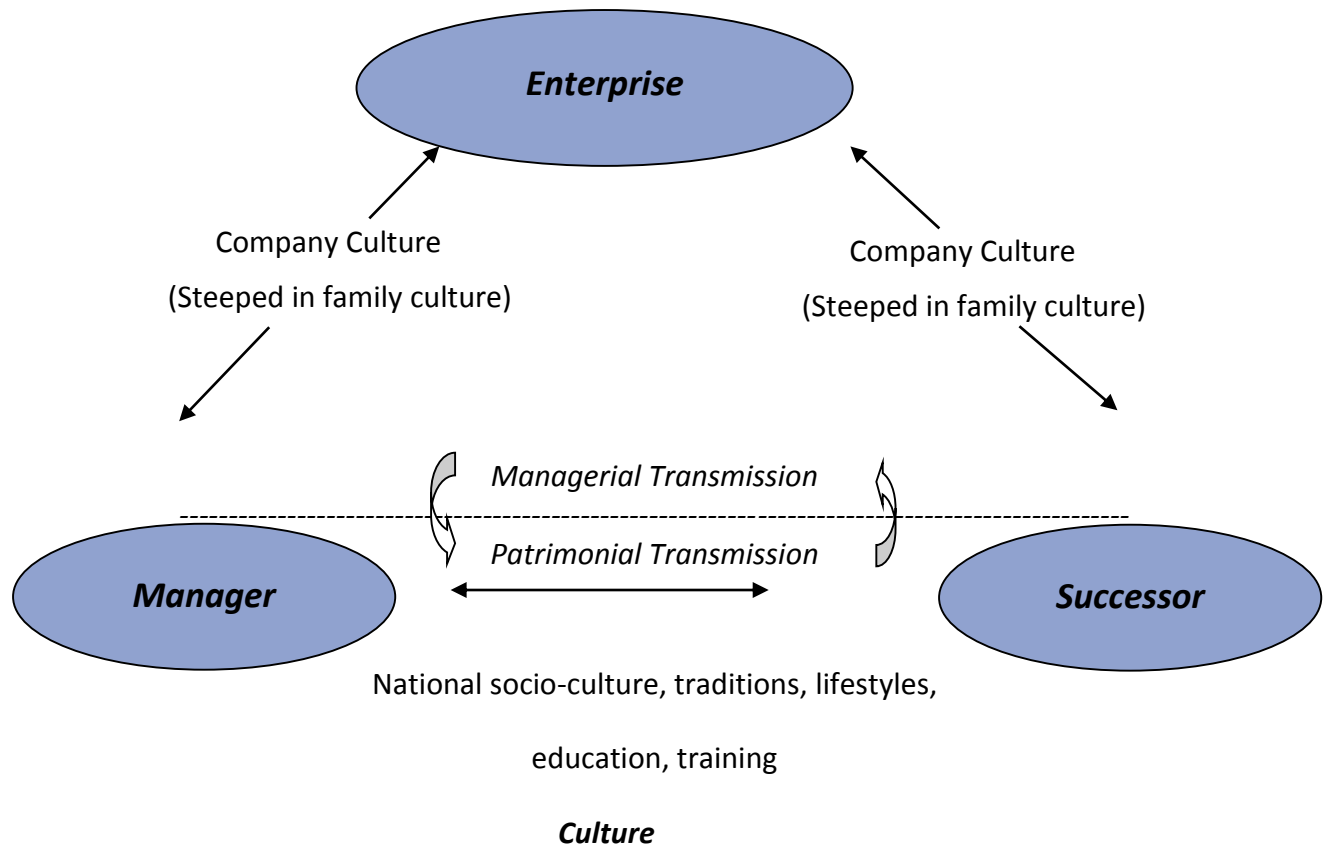 Enterprise
Company Culture
(Steeped in family culture)
Company Culture
(Steeped in family culture)
Managerial Transmission
Patrimonial Transmission
Manager
Successor
National socio-culture, traditions, lifestyles,
education, training
Culture